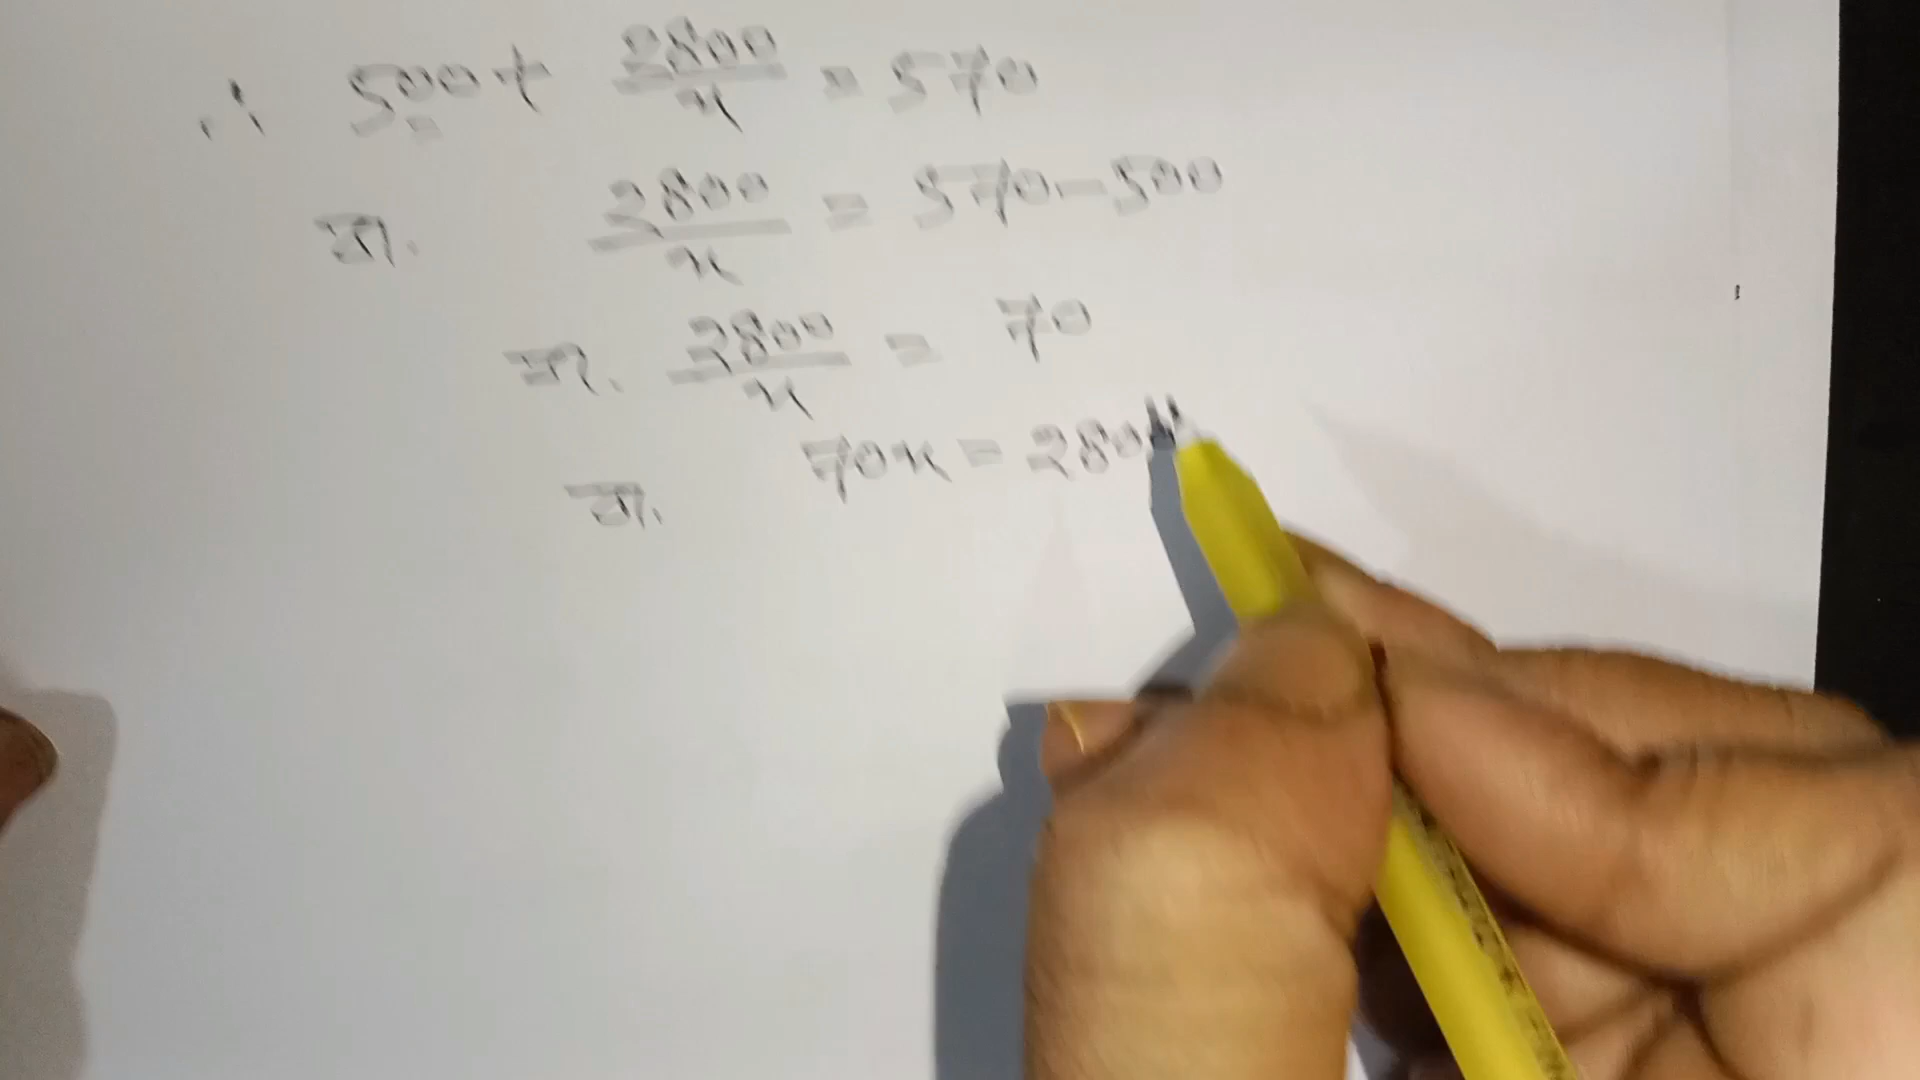 ∴ 500 + 2800/x = 570
বা. 2800/x = 570 - 500
বা. 2800/x = 70
বা. 70x = 2800